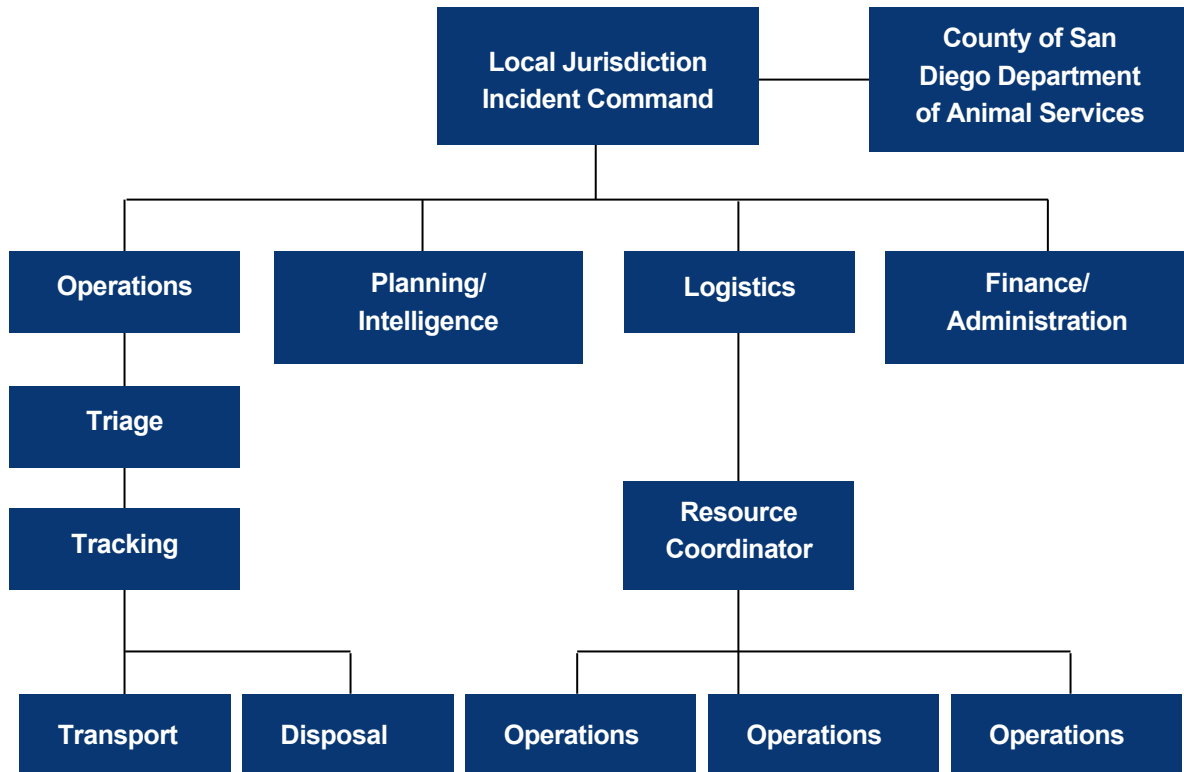 Local Jurisdiction
Incident Command
County of San
Diego Department
of Animal Services
Operations
Planning/
Intelligence
Logistics
Finance/
Administration
Triage
Tracking
Resource
Coordinator
Transport
Disposal
Operations
Operations
Operations